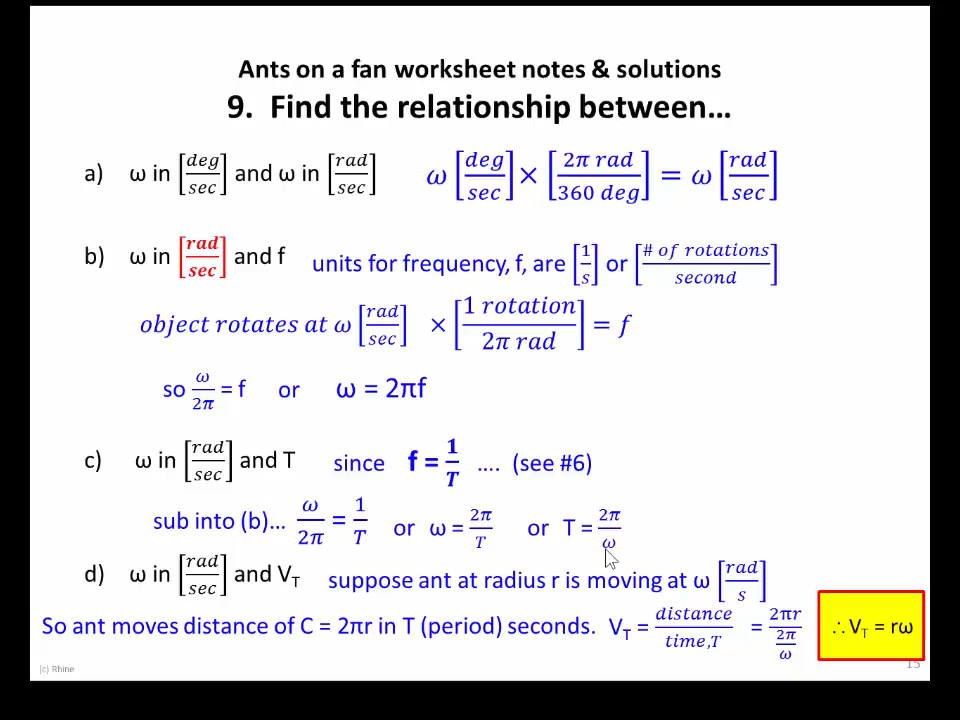 Ants on a fan worksheet notes & solutions
9. Find the relationship between…
a) ω in [deg/sec] and ω in [rad/sec] ω [deg/sec] × [2π rad/360 deg] = ω [rad/sec]
b) ω in [rad/sec] and f units for frequency, f, are [1/s] or [# of rotations/second]
object rotates at ω [rad/sec] × [1 rotation/2π rad] = f
so ω/2π = f or ω = 2πf
c) ω in [rad/sec] and T since f = 1/T …. (see #6)
sub into (b)… ω/2π = 1/T or ω = 2π/T or T = 2π/ω
d) ω in [rad/sec] and V_T suppose ant at radius r is moving at ω [rad/s]
So ant moves distance of C = 2πr in T (period) seconds. V_T = distance/time,T = 2πr/(2π/ω) ∴V_T = rω
(c) Rhine 15